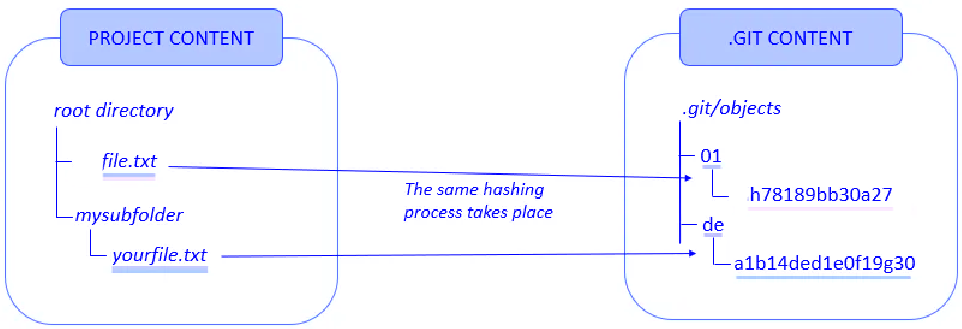 PROJECT CONTENT
root directory
file.txt
mysubfolder
yourfile.txt
The same hashing
process takes place
.GIT CONTENT
.git/objects
01
h78189bb30a27
de
a1b14ded1e0f19g30